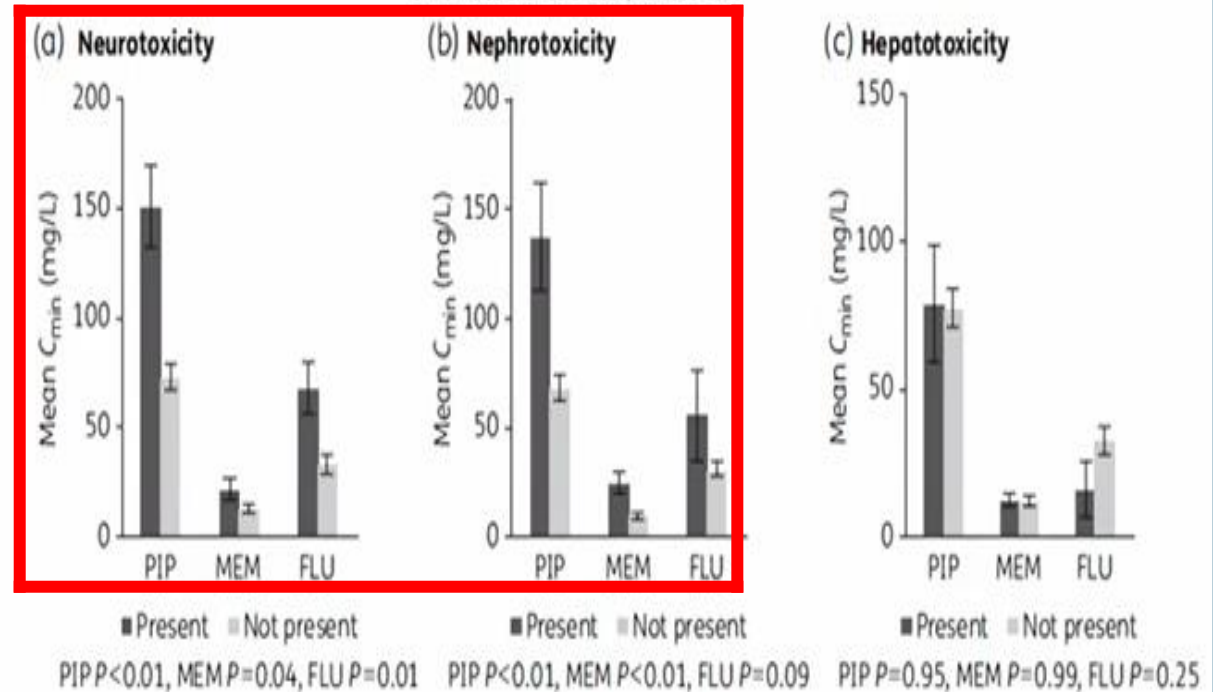 (a) Neurotoxicity
200
150
100
50
0
Mean Cmin (mg/L)
PIP MEM FLU
■Present ■Not present
PIP P<0.01, MEM P=0.04, FLU P=0.01
(b) Nephrotoxicity
200
150
100
50
0
Mean Cmin (mg/L)
PIP MEM FLU
■Present ■Not present
PIP P<0.01, MEM P<0.01, FLU P=0.09
(c) Hepatotoxicity
150
100
50
0
Mean Cmin (mg/L)
PIP MEM FLU
■Present ■Not present
PIP P=0.95, MEM P=0.99, FLU P=0.25